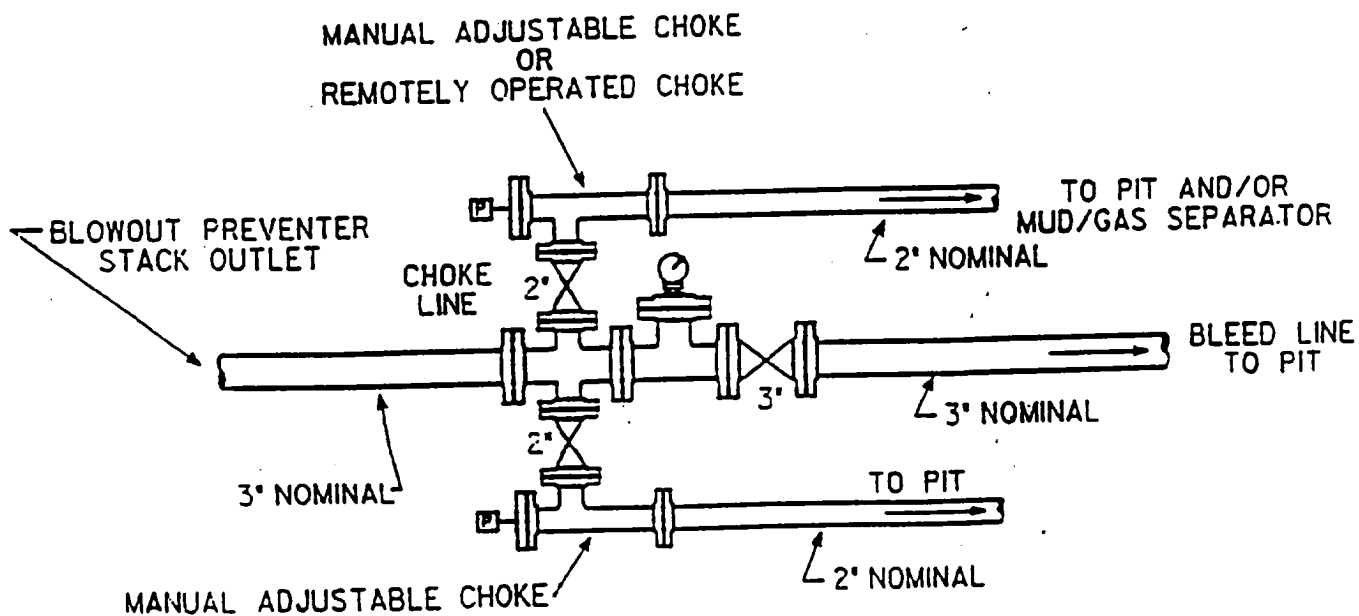 MANUAL ADJUSTABLE CHOKE
OR
REMOTELY OPERATED CHOKE
P
TO PIT AND/OR
MUD/GAS SEPARATOR
2" NOMINAL
BLOWOUT PREVENTER
STACK OUTLET
CHOKE
LINE
2"
BLEED LINE
TO PIT
3"
3" NOMINAL
2"
3" NOMINAL
TO PIT
P
2" NOMINAL
MANUAL ADJUSTABLE CHOKE